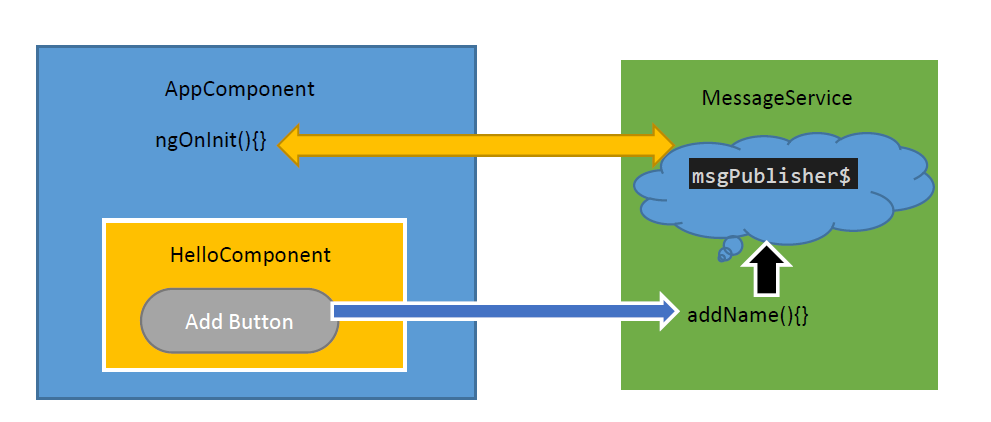 AppComponent
ngOnInit(){}
HelloComponent
Add Button
MessageService
msgPublisher$
addName(){}